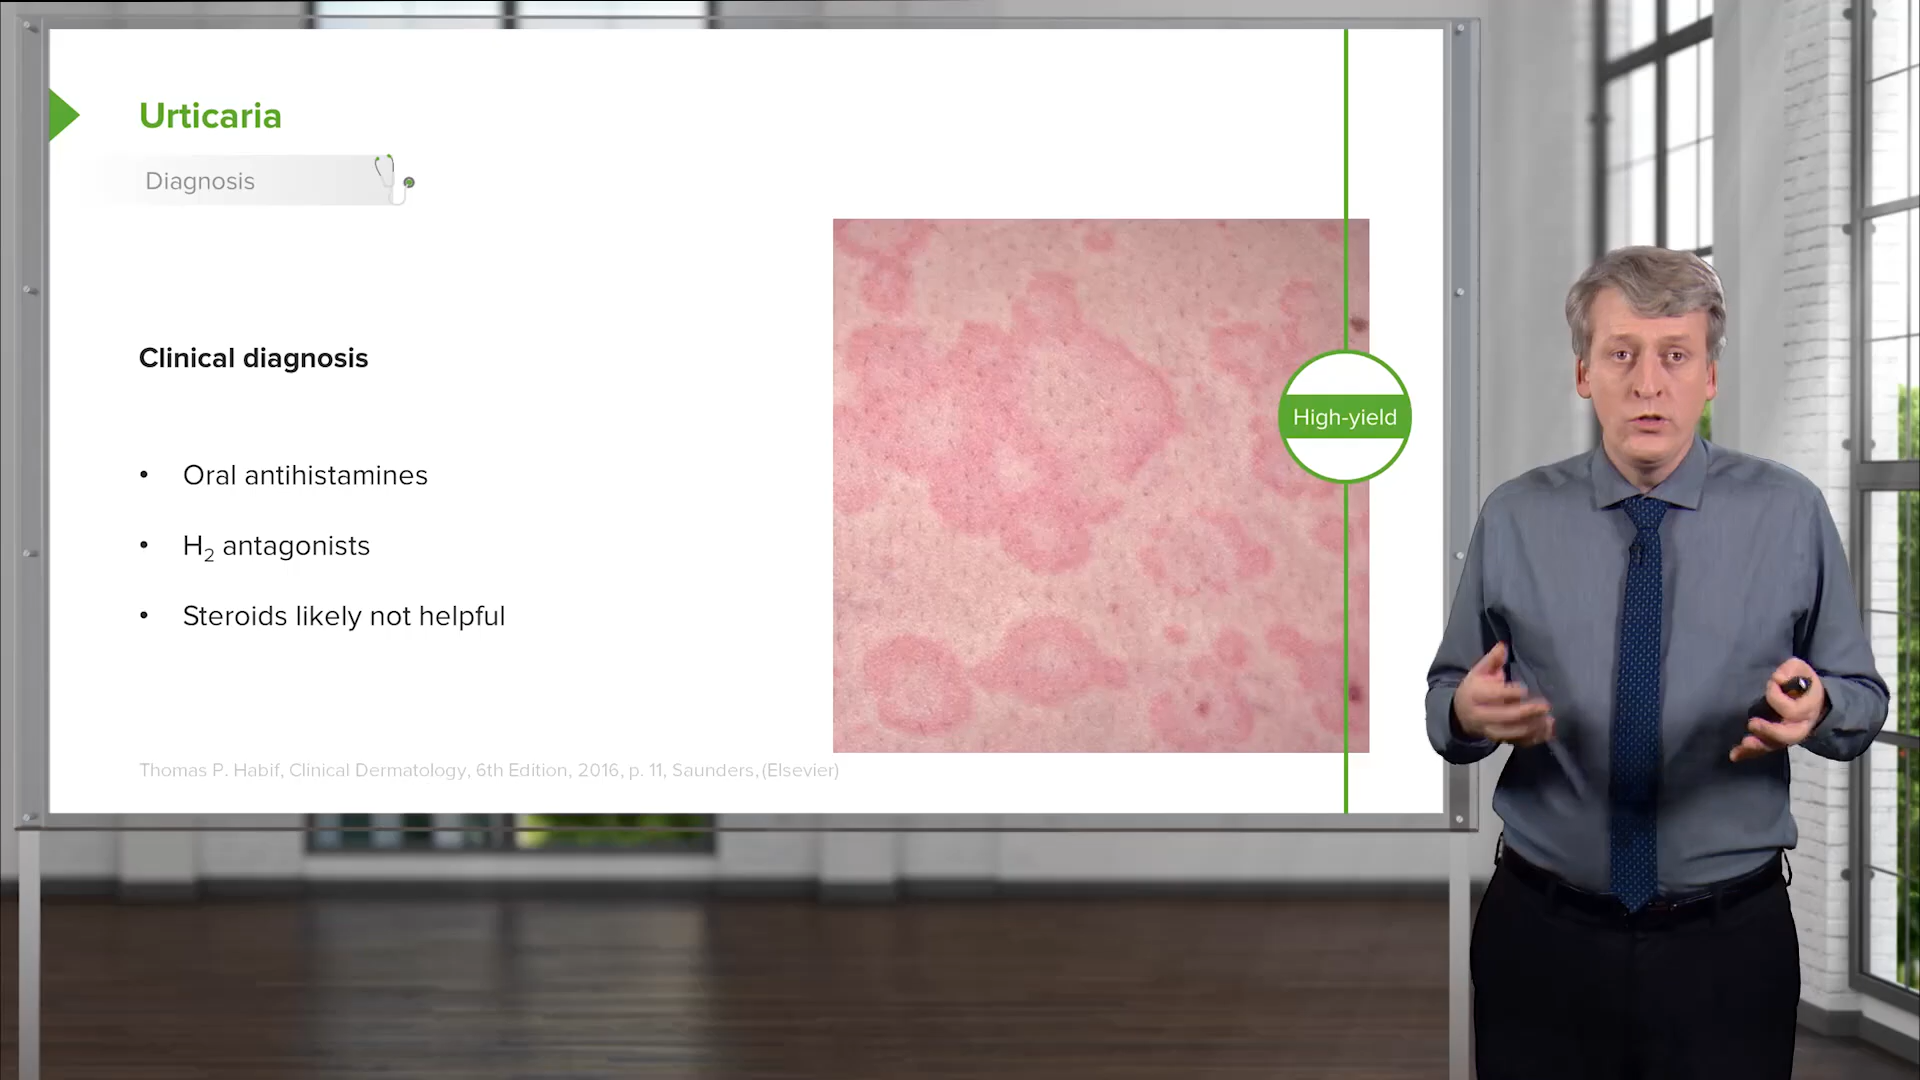 Urticaria
Diagnosis
Clinical diagnosis
• Oral antihistamines
• H₂ antagonists
• Steroids likely not helpful
High-yield
Thomas P. Habif, Clinical Dermatology, 6th Edition, 2016, p. 11, Saunders, (Elsevier)